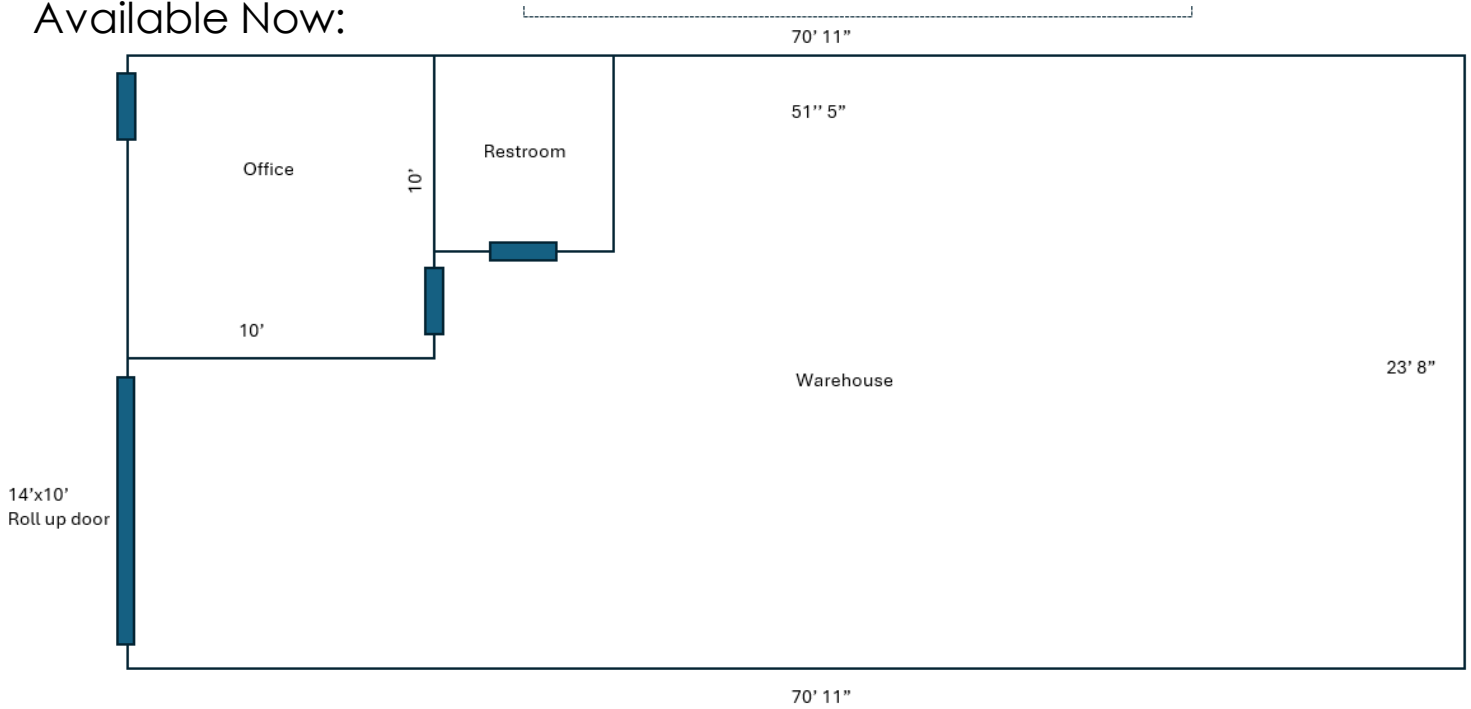 Available Now:
70’ 11”
51’’ 5”
Restroom
Office
10’
10’
23’ 8”
Warehouse
14’x10’
Roll up door
70’ 11”